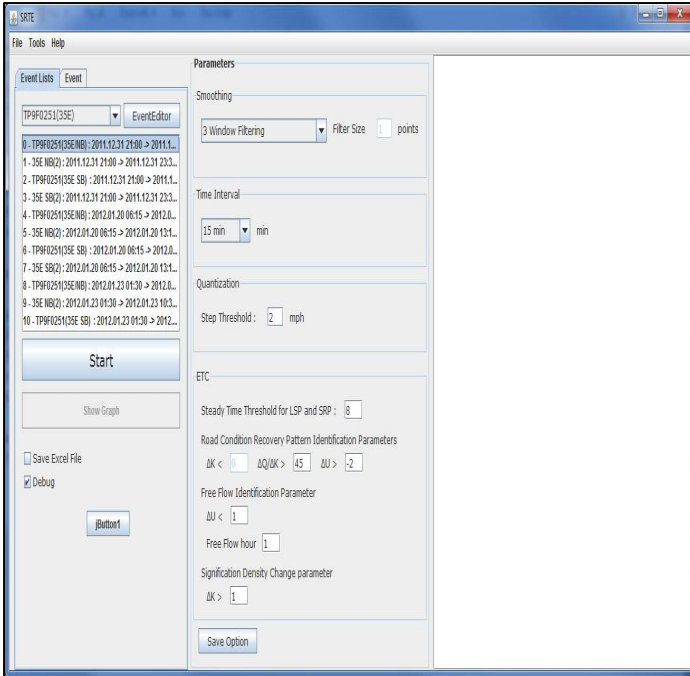 SRTE
File Tools Help
Event Lists Event
TP9F0251(35E) EventEditor
0 - TP9F0251(35E/NB) : 2011.12.31 21:00 -> 2011.1...
1 - 35E NB(2) : 2011.12.31 21:00 -> 2011.12.31 23:3...
2 - TP9F0251(35E SB) : 2011.12.31 21:00 -> 2011.1...
3 - 35E SB(2) : 2011.12.31 21:00 -> 2011.12.31 23:3...
4 - TP9F0251(35E/NB) : 2012.01.20 06:15 -> 2012.0...
5 - 35E NB(2) : 2012.01.20 06:15 -> 2012.01.20 13:1...
6 - TP9F0251(35E SB) : 2012.01.20 06:15 -> 2012.0...
7 - 35E SB(2) : 2012.01.20 06:15 -> 2012.01.20 13:1...
8 - TP9F0251(35E/NB) : 2012.01.23 01:30 -> 2012.0...
9 - 35E NB(2) : 2012.01.23 01:30 -> 2012.01.23 10:3...
10 - TP9F0251(35E SB) : 2012.01.23 01:30 -> 2012....
Start
Show Graph
Save Excel File
Debug
jButton1
Parameters
Smoothing
3 Window Filtering Filter Size 1 points
Time Interval
15 min min
Quantization
Step Threshold : 2 mph
ETC
Steady Time Threshold for LSP and SRP : 8
Road Condition Recovery Pattern Identification Parameters
ΔK < 0 ΔQ/ΔK > 45 ΔU > -2
Free Flow Identification Parameter
ΔU < 1
Free Flow hour 1
Signification Density Change parameter
ΔK > 1
Save Option